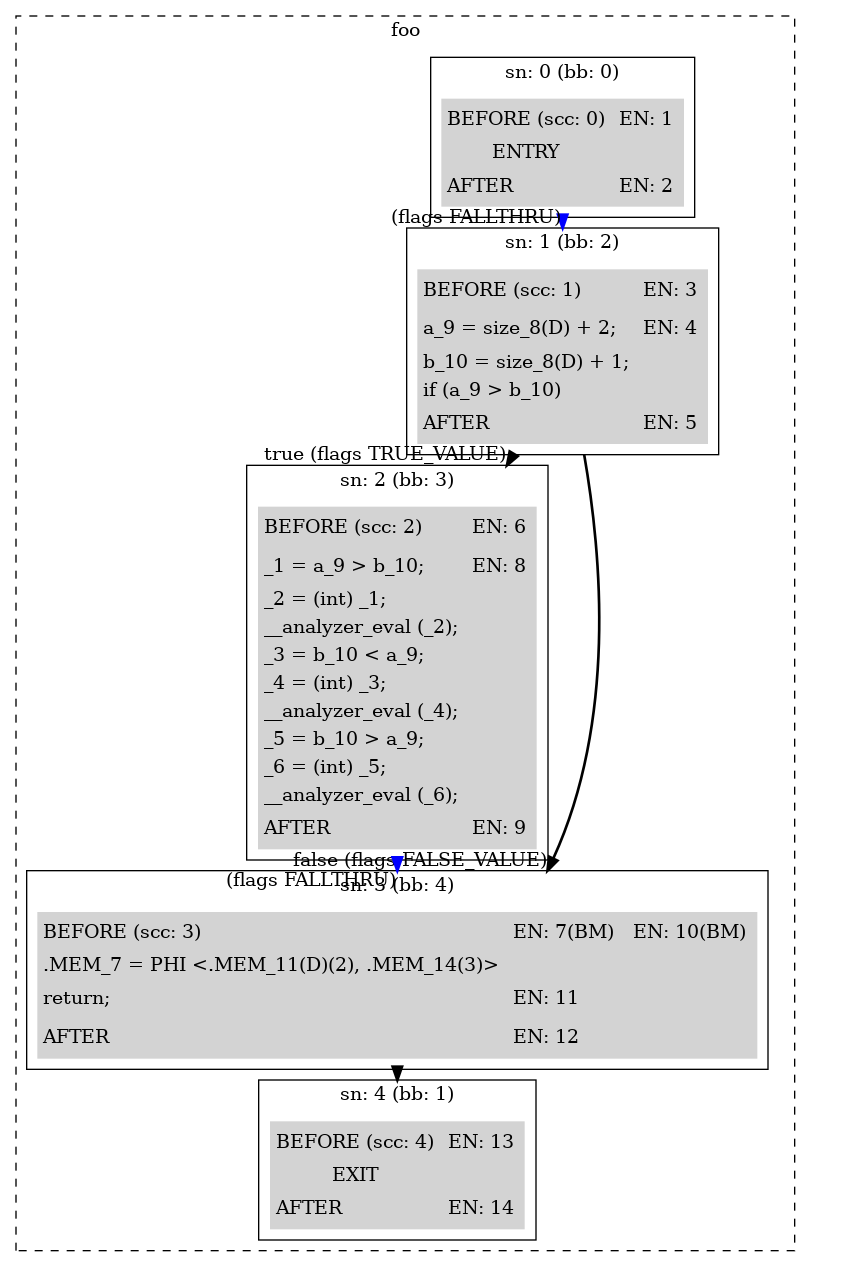 foo
sn: 0 (bb: 0)
BEFORE (scc: 0) EN: 1
ENTRY
AFTER EN: 2
(flags FALLTHRU)
sn: 1 (bb: 2)
BEFORE (scc: 1) EN: 3
a_9 = size_8(D) + 2; EN: 4
b_10 = size_8(D) + 1;
if (a_9 > b_10)
AFTER EN: 5
true (flags TRUE_VALUE)
sn: 2 (bb: 3)
BEFORE (scc: 2) EN: 6
_1 = a_9 > b_10; EN: 8
_2 = (int) _1;
__analyzer_eval (_2);
_3 = b_10 < a_9;
_4 = (int) _3;
__analyzer_eval (_4);
_5 = b_10 > a_9;
_6 = (int) _5;
__analyzer_eval (_6);
AFTER EN: 9
false (flags FALSE_VALUE)
(flags FALLTHRU)
sn: 3 (bb: 4)
BEFORE (scc: 3) EN: 7(BM) EN: 10(BM)
.MEM_7 = PHI <.MEM_11(D)(2), .MEM_14(3)>
return; EN: 11
AFTER EN: 12
sn: 4 (bb: 1)
BEFORE (scc: 4) EN: 13
EXIT
AFTER EN: 14